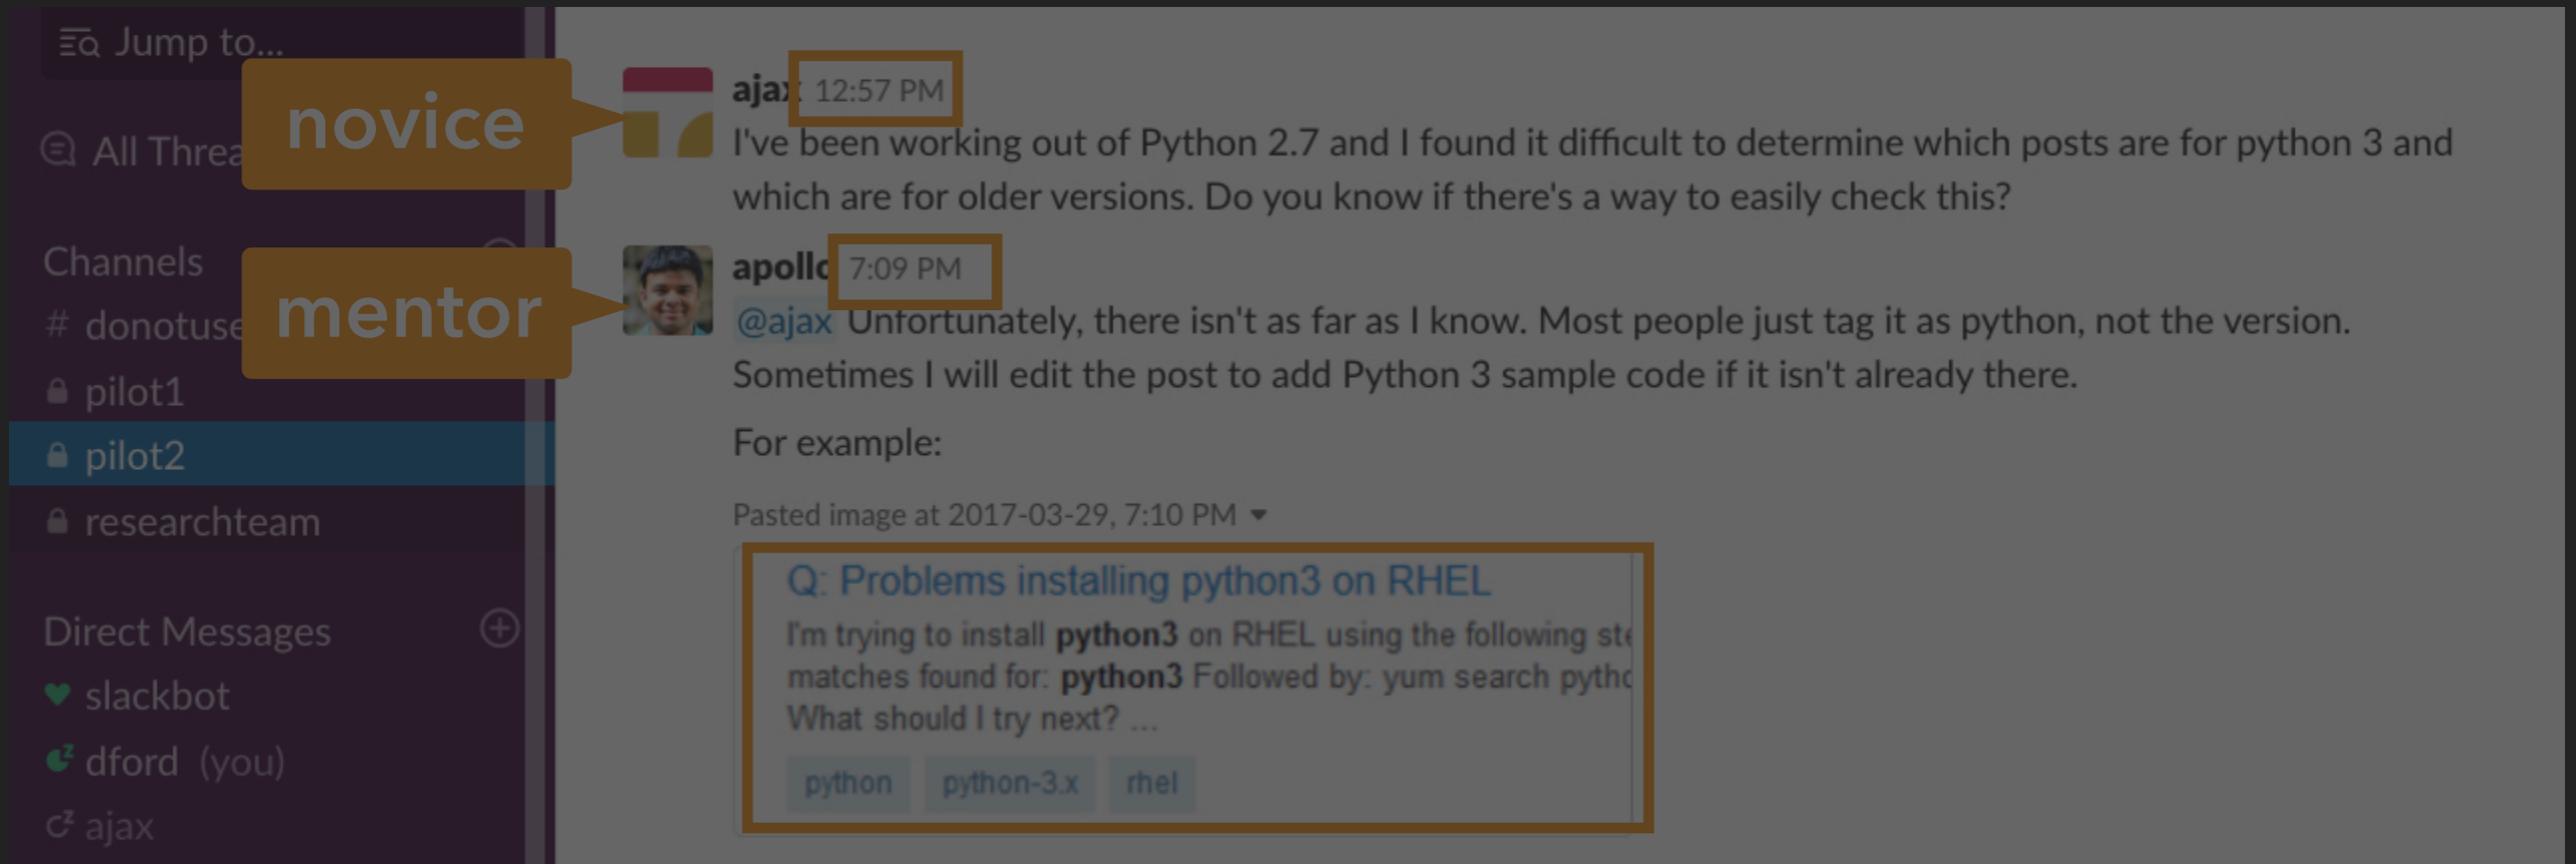 Jump to...
All Threa
Channels
# donotuse
pilot1
pilot2
researchteam
Direct Messages
slackbot
dford (you)
ajax
novice
mentor
ajax 12:57 PM
I've been working out of Python 2.7 and I found it difficult to determine which posts are for python 3 and
which are for older versions. Do you know if there's a way to easily check this?
apollo 7:09 PM
@ajax Unfortunately, there isn't as far as I know. Most people just tag it as python, not the version.
Sometimes I will edit the post to add Python 3 sample code if it isn't already there.
For example:
Pasted image at 2017-03-29, 7:10 PM
Q: Problems installing python3 on RHEL
I'm trying to install python3 on RHEL using the following ste
matches found for: python3 Followed by: yum search pytho
What should I try next? ...
python python-3.x rhel